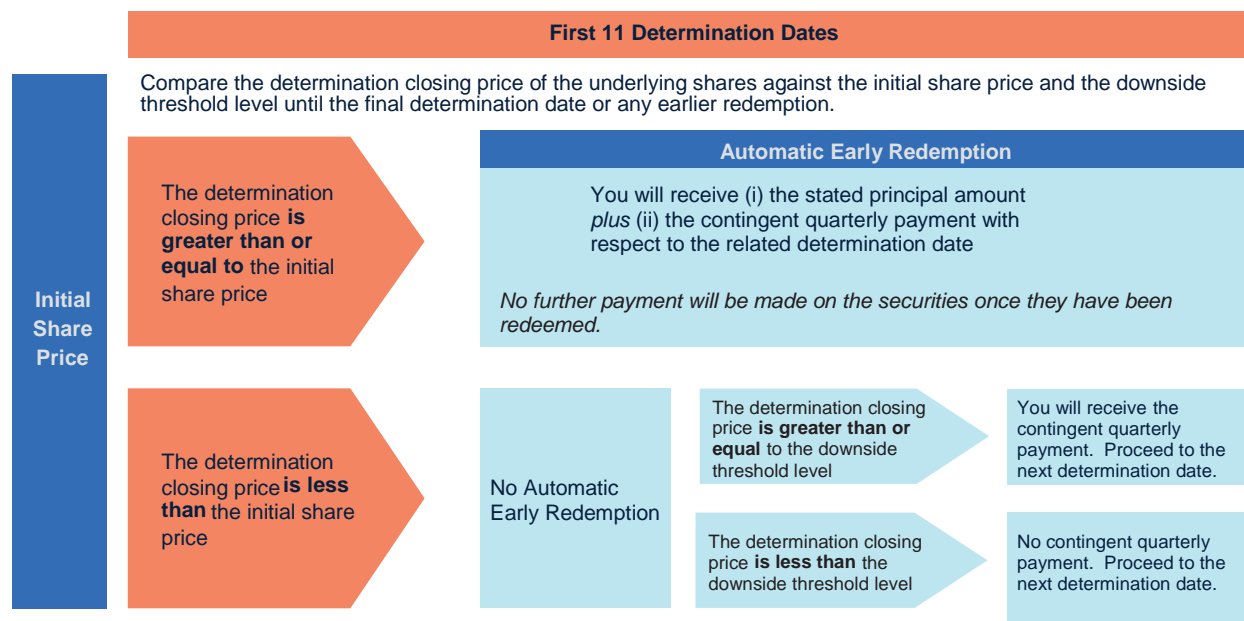 First 11 Determination Dates
Compare the determination closing price of the underlying shares against the initial share price and the downside
threshold level until the final determination date or any earlier redemption.
Initial
Share
Price
The determination
closing price is
greater than or
equal to the initial
share price
Automatic Early Redemption
You will receive (i) the stated principal amount
plus (ii) the contingent quarterly payment with
respect to the related determination date
No further payment will be made on the securities once they have been
redeemed.
The determination
closing price is less
than the initial share
price
No Automatic
Early Redemption
The determination closing
price is greater than or
equal to the downside
threshold level
You will receive the
contingent quarterly
payment. Proceed to the
next determination date.
The determination closing
price is less than the
downside threshold level
No contingent quarterly
payment. Proceed to the
next determination date.